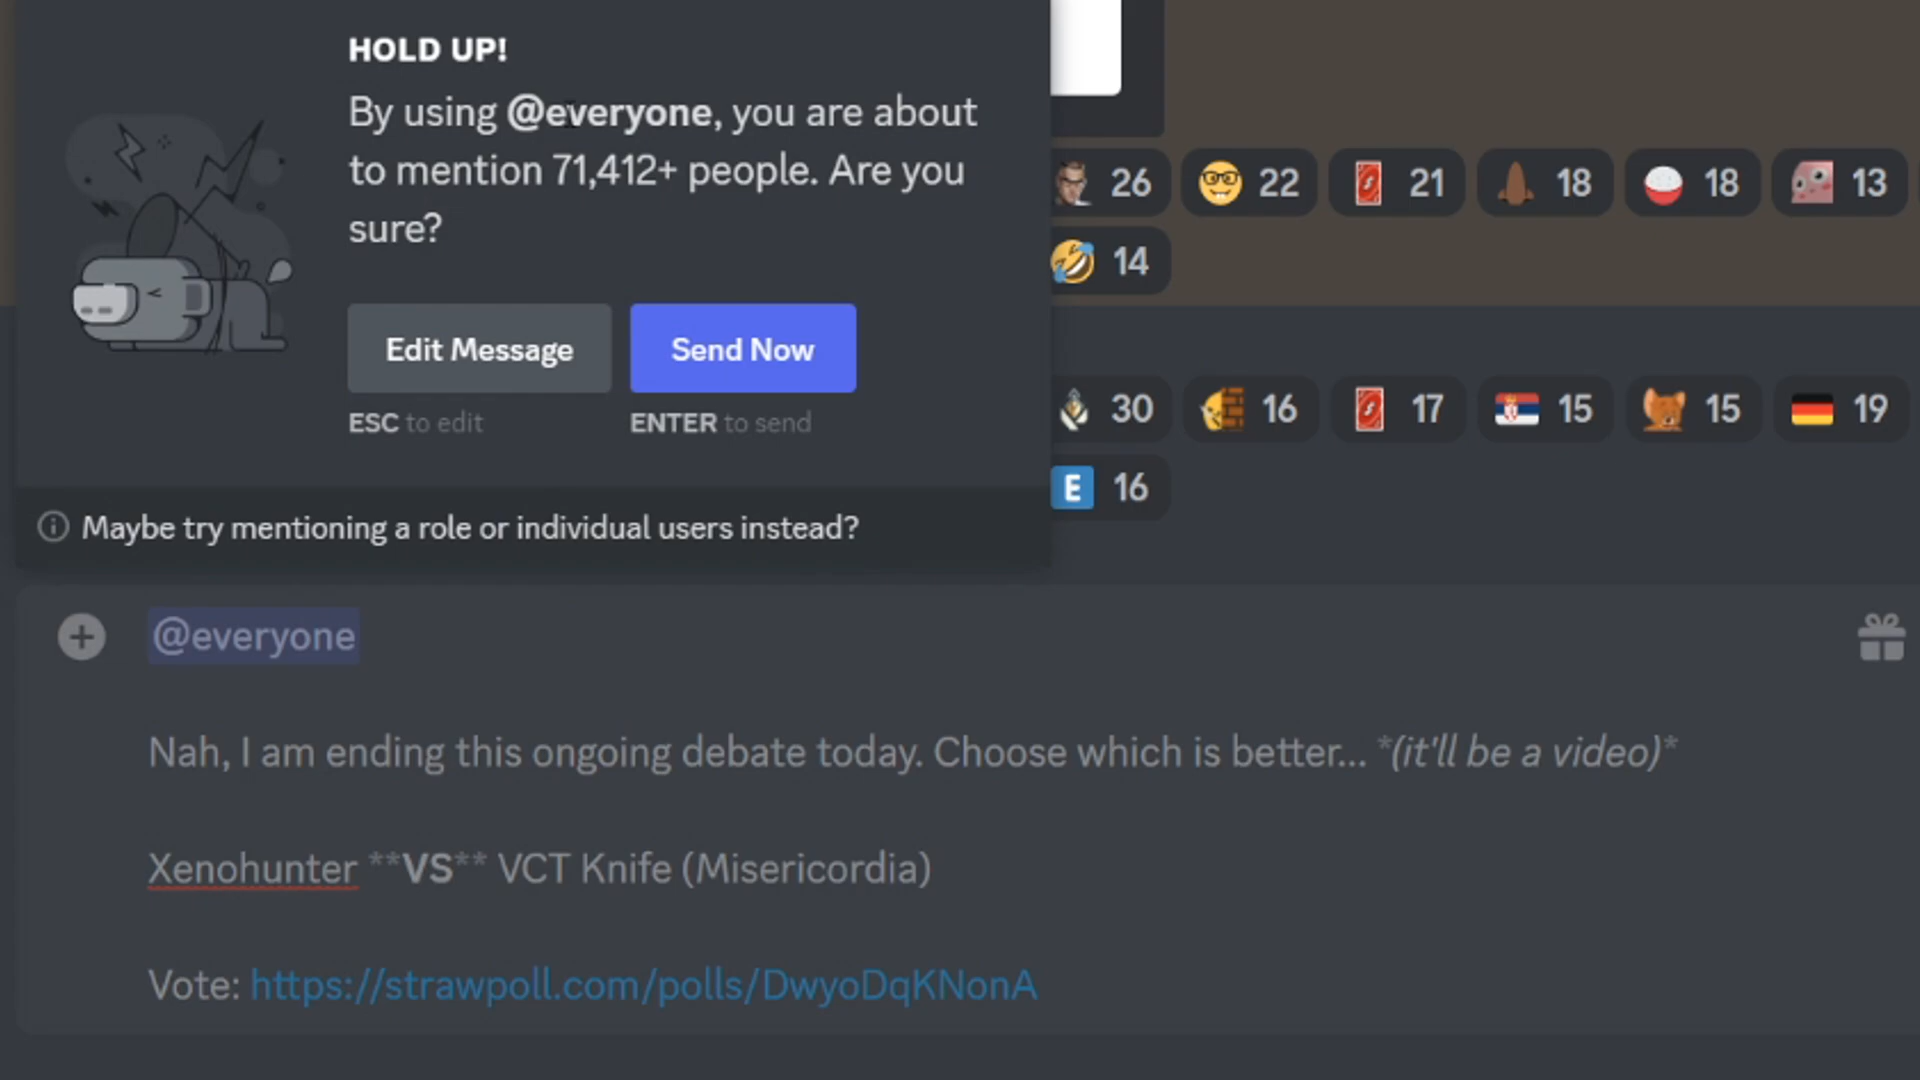 HOLD UP!
By using @everyone, you are about
to mention 71,412+ people. Are you
sure?
Edit Message
Send Now
ESC to edit
ENTER to send
Maybe try mentioning a role or individual users instead?
26
22
21
18
18
13
14
30
16
17
15
15
19
E
16
@everyone
Nah, I am ending this ongoing debate today. Choose which is better... *(it'll be a video)*
Xenohunter **VS** VCT Knife (Misericordia)
Vote: https://strawpoll.com/polls/DwyoDqKNonA